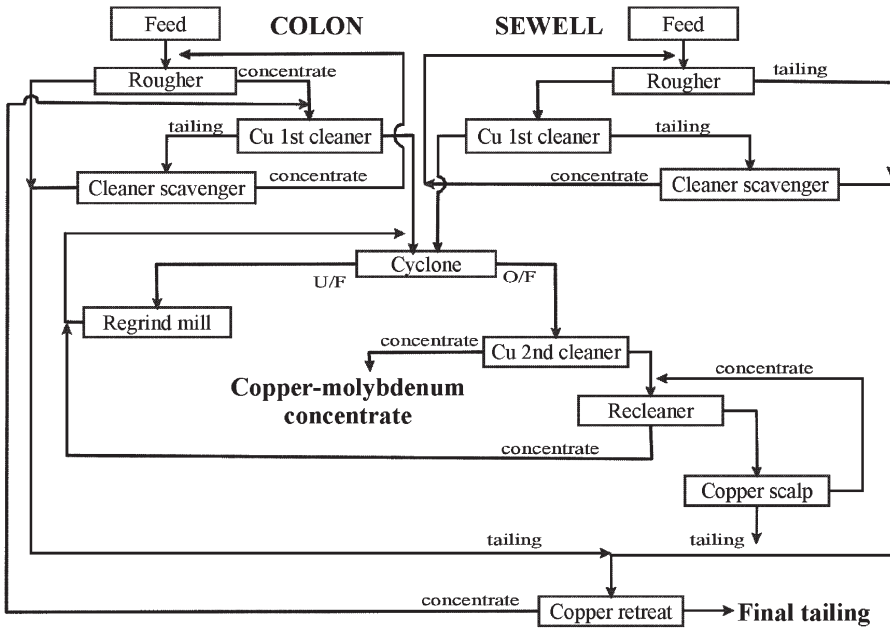 Feed
COLON
SEWELL
Feed
Rougher
concentrate
Rougher
tailing
tailing
Cu 1st cleaner
Cu 1st cleaner
tailing
Cleaner scavenger
concentrate
concentrate
Cleaner scavenger
Cyclone
U/F
O/F
Regrind mill
concentrate
Cu 2nd cleaner
concentrate
Copper-molybdenum
concentrate
Recleaner
concentrate
Copper scalp
tailing
tailing
concentrate
Copper retreat
Final tailing